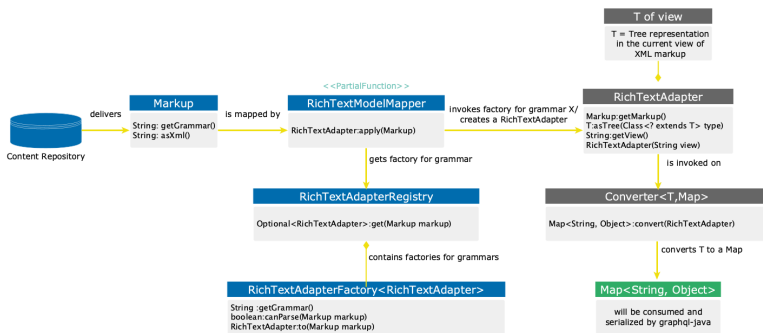 T of view
T = Tree representation
in the current view of
XML markup
<<PartialFunction>>
Markup
String: getGrammar()
String: asXml()
RichTextModelMapper
RichTextAdapter:apply(Markup)
RichTextAdapter
Markup:getMarkup()
T:asTree(Class<? extends T> type)
String:getView()
RichTextAdapter(String view)
delivers
is mapped by
invokes factory for grammar X/
creates a RichTextAdapter
Content Repository
gets factory for grammar
is invoked on
RichTextAdapterRegistry
Optional<RichTextAdapter>:get(Markup markup)
Converter<T,Map>
Map<String, Object>:convert(RichTextAdapter)
contains factories for grammars
converts T to a Map
RichTextAdapterFactory<RichTextAdapter>
String :getGrammar()
boolean:canParse(Markup markup)
RichTextAdapter:to(Markup markup)
Map<String, Object>
will be consumed and
serialized by graphql-java